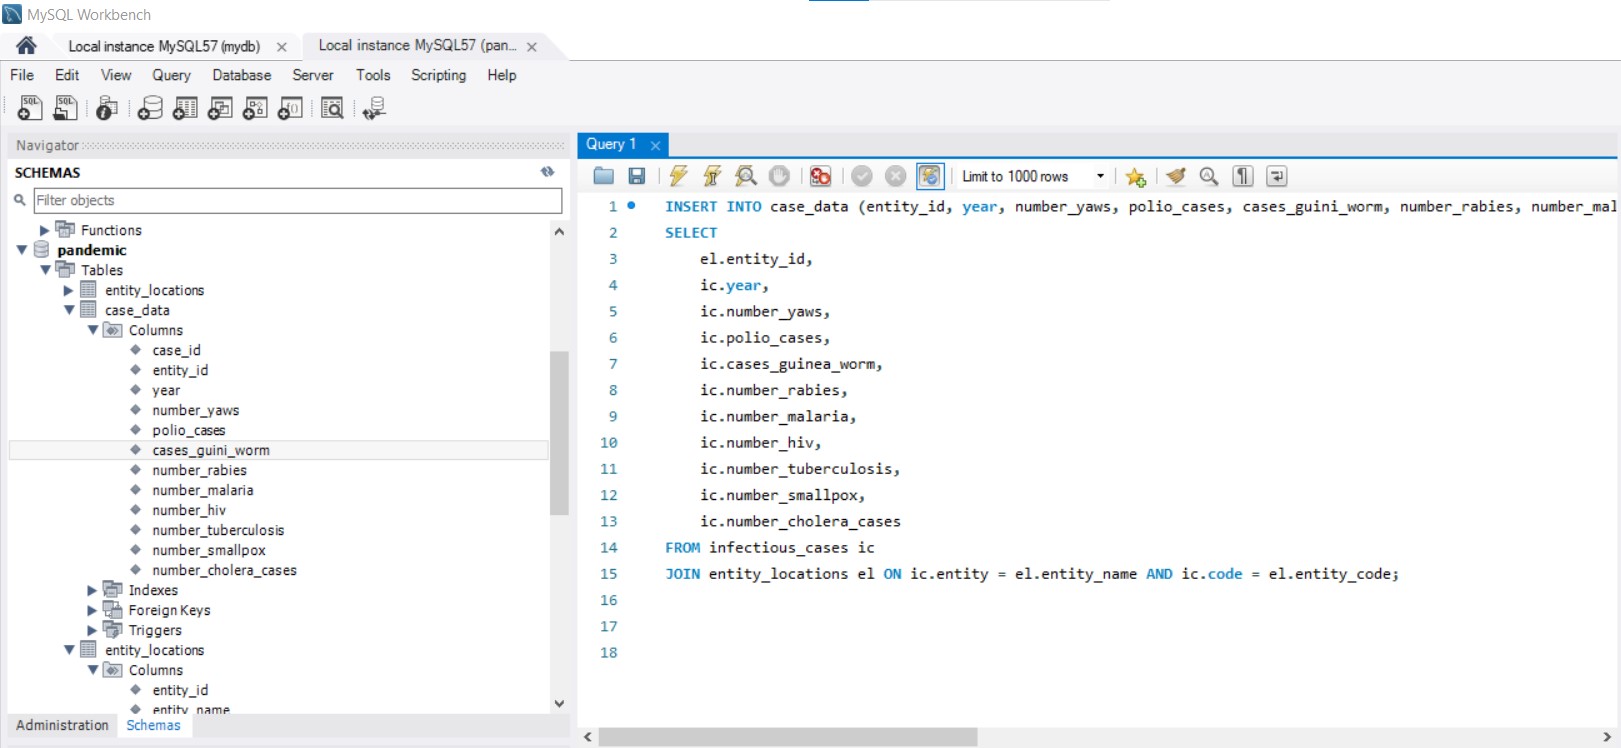 MySQL Workbench
Local instance MySQL57 (mydb)
Local instance MySQL57 (pan...
File Edit View Query Database Server Tools Scripting Help
Navigator
SCHEMAS
Filter objects
Functions
pandemic
Tables
entity_locations
case_data
Columns
case_id
entity_id
year
number_yaws
polio_cases
cases_guini_worm
number_rabies
number_malaria
number_hiv
number_tuberculosis
number_smallpox
number_cholera_cases
Indexes
Foreign Keys
Triggers
entity_locations
Columns
entity_id
entity_name
Administration Schemas
Query 1
Limit to 1000 rows
1 INSERT INTO case_data (entity_id, year, number_yaws, polio_cases, cases_guini_worm, number_rabies, number_mal
2 SELECT
3 el.entity_id,
4 ic.year,
5 ic.number_yaws,
6 ic.polio_cases,
7 ic.cases_guinea_worm,
8 ic.number_rabies,
9 ic.number_malaria,
10 ic.number_hiv,
11 ic.number_tuberculosis,
12 ic.number_smallpox,
13 ic.number_cholera_cases
14 FROM infectious_cases ic
15 JOIN entity_locations el ON ic.entity = el.entity_name AND ic.code = el.entity_code;
16
17
18